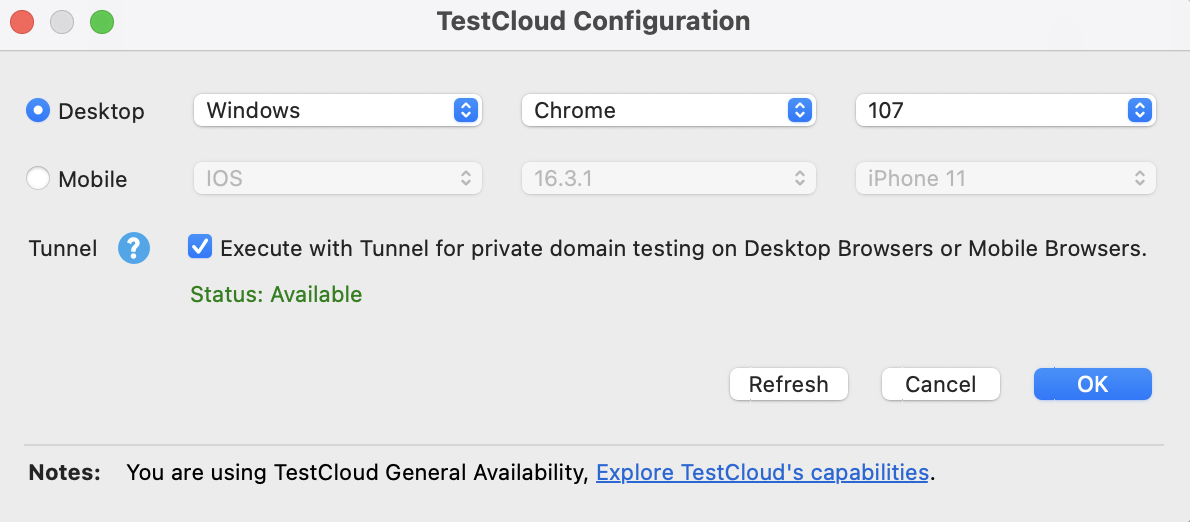 TestCloud Configuration
Desktop Windows Chrome 107
Mobile IOS 16.3.1 iPhone 11
Tunnel ? Execute with Tunnel for private domain testing on Desktop Browsers or Mobile Browsers.
Status: Available
Refresh Cancel OK
Notes: You are using TestCloud General Availability, Explore TestCloud's capabilities.